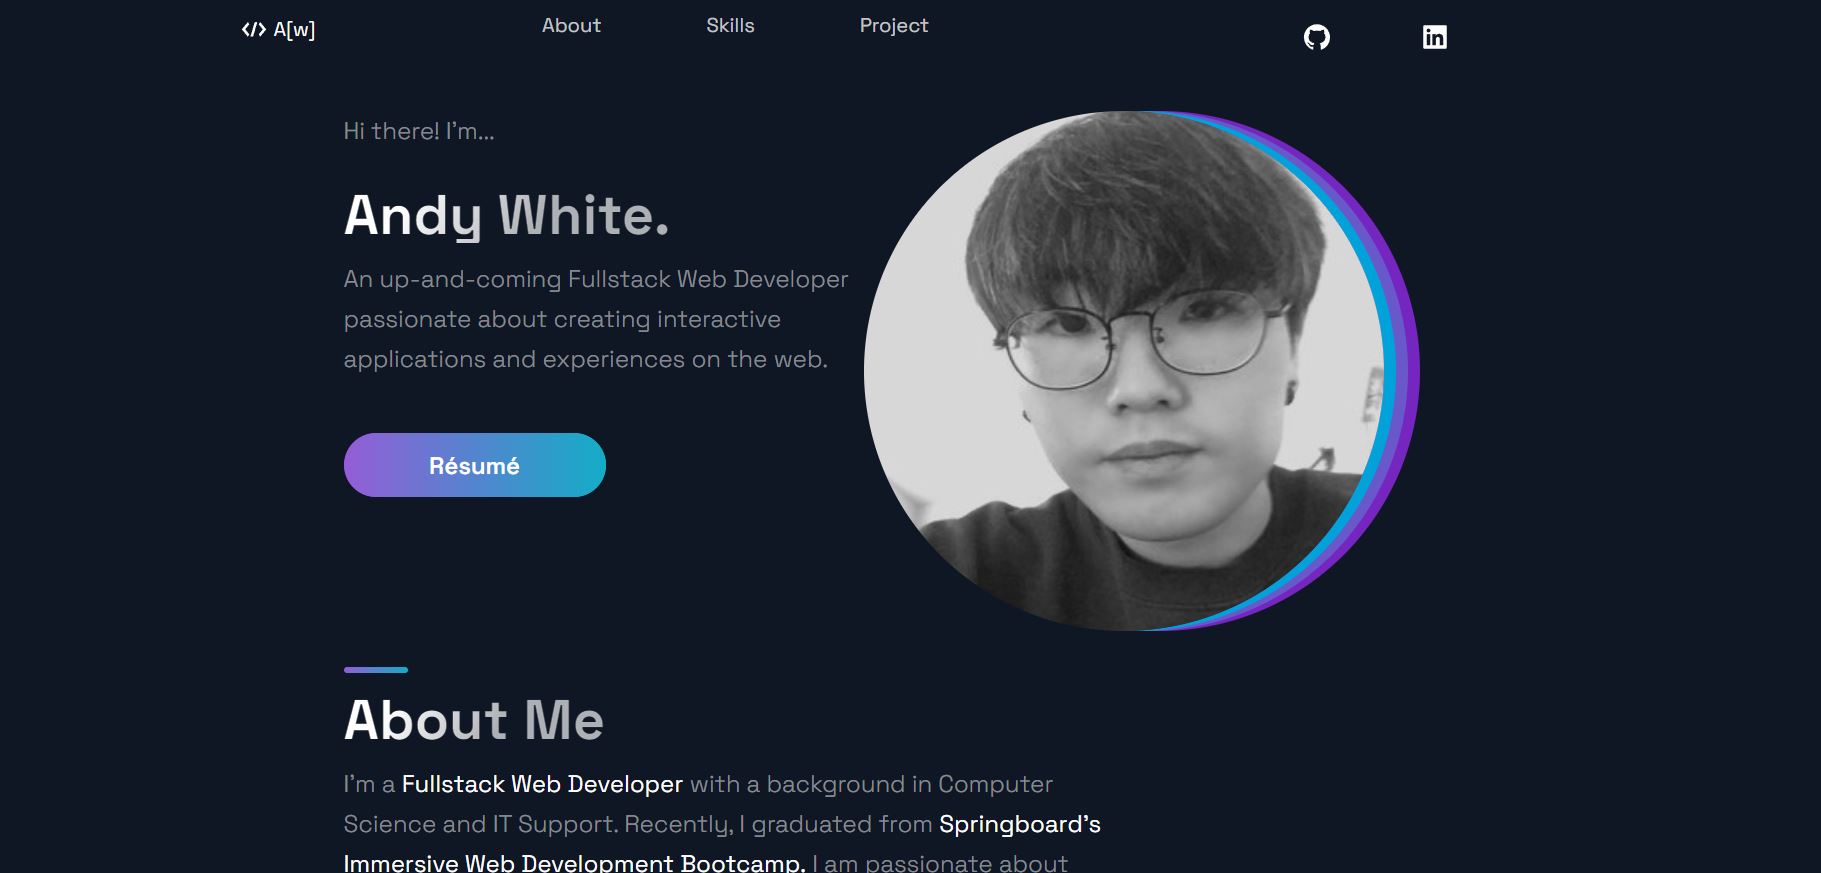 </> A[w]
About
Skills
Project
Hi there! I'm...
Andy White.
An up-and-coming Fullstack Web Developer
passionate about creating interactive
applications and experiences on the web.
Résumé
About Me
I'm a Fullstack Web Developer with a background in Computer
Science and IT Support. Recently, I graduated from Springboard's
Immersive Web Development Bootcamp. I am passionate about